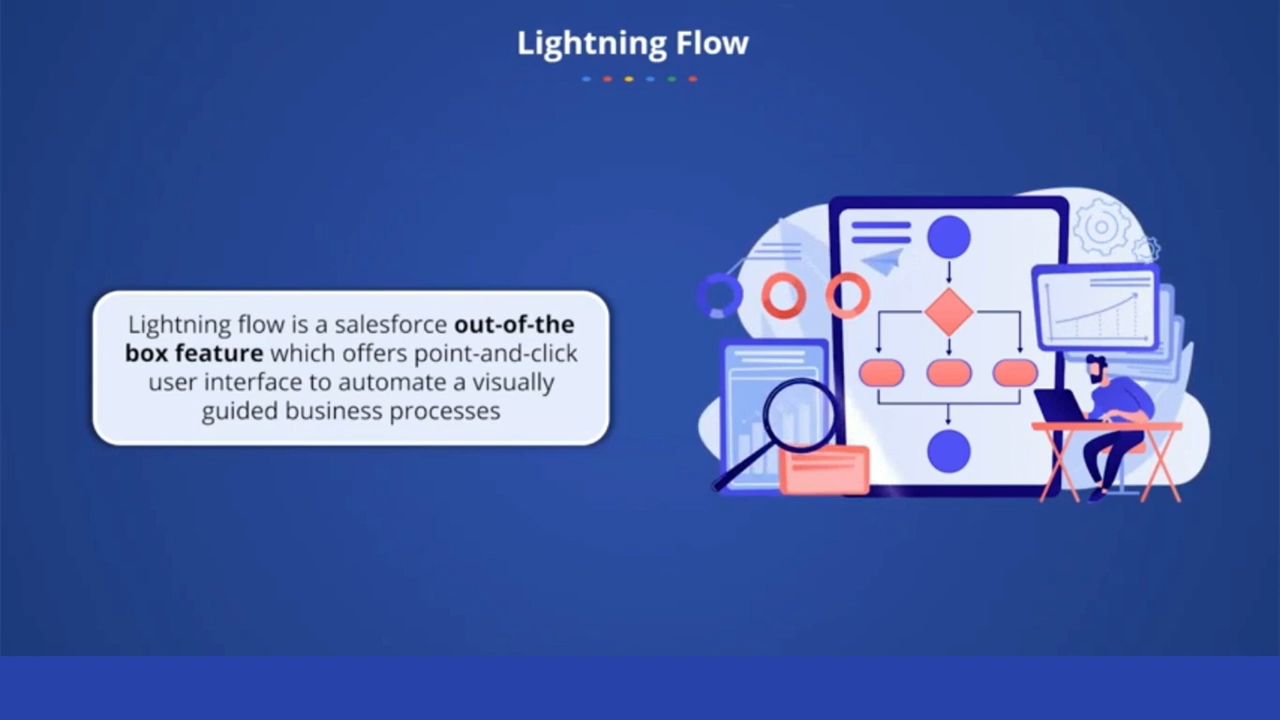 Lightning Flow
Lightning flow is a salesforce out-of-the
box feature which offers point-and-click
user interface to automate a visually
guided business processes